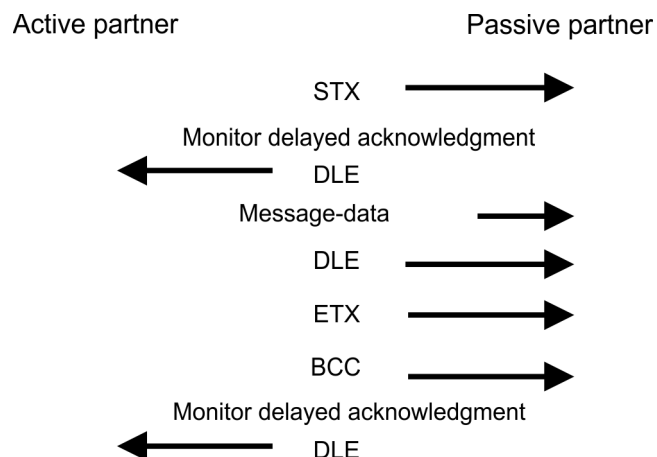 Active partner
Passive partner
STX
Monitor delayed acknowledgment
DLE
Message-data
DLE
ETX
BCC
Monitor delayed acknowledgment
DLE